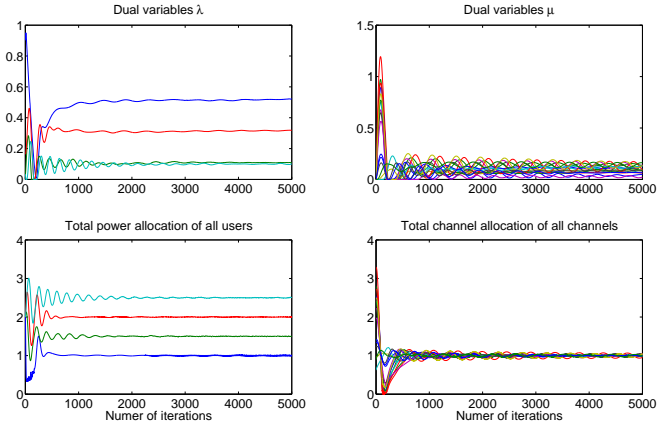 Dual variables λ
1
0.8
0.6
0.4
0.2
0
0 1000 2000 3000 4000 5000
Dual variables μ
1.5
1
0.5
0
0 1000 2000 3000 4000 5000
Total power allocation of all users
4
3
2
1
0
0 1000 2000 3000 4000 5000
Numer of iterations
Total channel allocation of all channels
4
3
2
1
0
0 1000 2000 3000 4000 5000
Numer of iterations